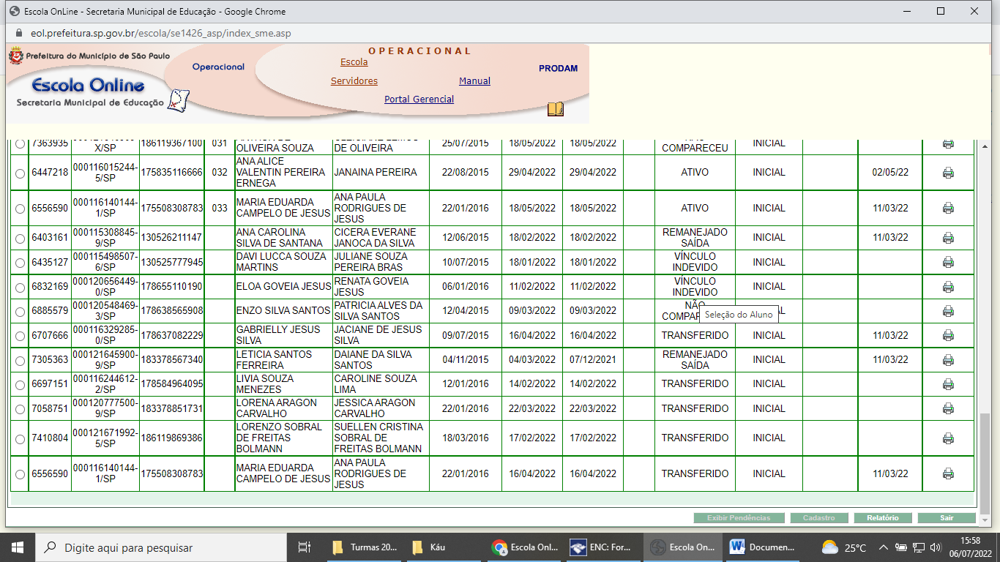 Escola OnLine - Secretaria Municipal de Educação - Google Chrome
eol.prefeitura.sp.gov.br/escola/se1426_asp/index_sme.asp
Prefeitura do Município de São Paulo
Escola Online
Secretaria Municipal de Educação
Operacional
OPERACIONAL
Escola
Servidores
Manual
Portal Gerencial
PRODAM
7363935 X/SP 186119367100 031 OLIVEIRA SOUZA DE OLIVEIRA 25/07/2015 18/05/2022 18/05/2022 COMPARECEU INICIAL
6447218 000116015244-5/SP 175835116666 032 ANA ALICE VALENTIN PEREIRA ERNEGA JANAINA PEREIRA 22/08/2015 29/04/2022 29/04/2022 ATIVO INICIAL 02/05/22
6556590 000116140144-1/SP 175508308783 033 MARIA EDUARDA CAMPELO DE JESUS ANA PAULA RODRIGUES DE JESUS 22/01/2016 18/05/2022 18/05/2022 ATIVO INICIAL 11/03/22
6403161 000115308845-9/SP 130526211147 ANA CAROLINA SILVA DE SANTANA CICERA EVERANE JANOCA DA SILVA 12/06/2015 18/02/2022 18/02/2022 REMANEJADO SAÍDA INICIAL 11/03/22
6435127 000115498507-6/SP 130525777945 DAVI LUCCA SOUZA MARTINS JULIANE SOUZA PEREIRA BRAS 10/07/2015 18/01/2022 18/01/2022 VÍNCULO INDEVIDO INICIAL
6832169 000120656449-0/SP 178655110190 ELOA GOVEIA JESUS RENATA GOVEIA JESUS 06/01/2016 11/02/2022 11/02/2022 VÍNCULO INDEVIDO INICIAL
6885579 000120548469-3/SP 178638565908 ENZO SILVA SANTOS PATRICIA ALVES DA SILVA SANTOS 12/04/2015 09/03/2022 09/03/2022 NÃO
Seleção do Aluno
6707666 000116329285-0/SP 178637082229 GABRIELLY JESUS SILVA JACIANE DE JESUS SILVA 09/07/2015 16/04/2022 16/04/2022 TRANSFERIDO INICIAL 11/03/22
7305363 000121645900-9/SP 183378567340 LETICIA SANTOS FERREIRA DAIANE DA SILVA SANTOS 04/11/2015 04/03/2022 07/12/2021 REMANEJADO SAÍDA INICIAL 11/03/22
6697151 000116244612-2/SP 178584964095 LIVIA SOUZA MENEZES CAROLINE SOUZA LIMA 12/01/2016 14/02/2022 14/02/2022 TRANSFERIDO INICIAL
7058751 000120777500-9/SP 183378851731 LORENA ARAGON CARVALHO JESSICA ARAGON CARVALHO 22/01/2016 22/03/2022 22/03/2022 TRANSFERIDO INICIAL
7410804 000121671992-5/SP 186119869386 LORENZO SOBRAL DE FREITAS BOLMANN SUELLEN CRISTINA SOBRAL DE FREITAS BOLMANN 18/03/2016 17/02/2022 17/02/2022 TRANSFERIDO INICIAL
6556590 000116140144-1/SP 175508308783 MARIA EDUARDA CAMPELO DE JESUS ANA PAULA RODRIGUES DE JESUS 22/01/2016 16/04/2022 16/04/2022 TRANSFERIDO INICIAL 11/03/22
Exibir Pendências Cadastro Relatório Sair
Digite aqui para pesquisar
Turmas 20...
Káu
Escola Onl...
ENC: For...
Escola On...
Documen...
25°C
15:58
06/07/2022